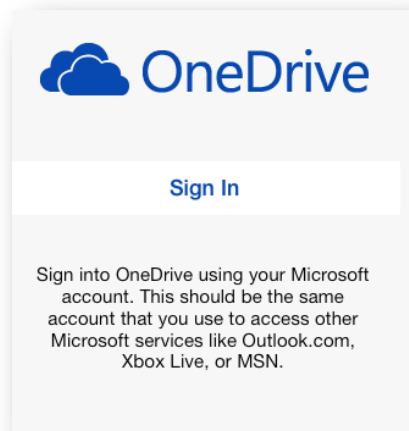 OneDrive
Sign In
Sign into OneDrive using your Microsoft
account. This should be the same
account that you use to access other
Microsoft services like Outlook.com,
Xbox Live, or MSN.